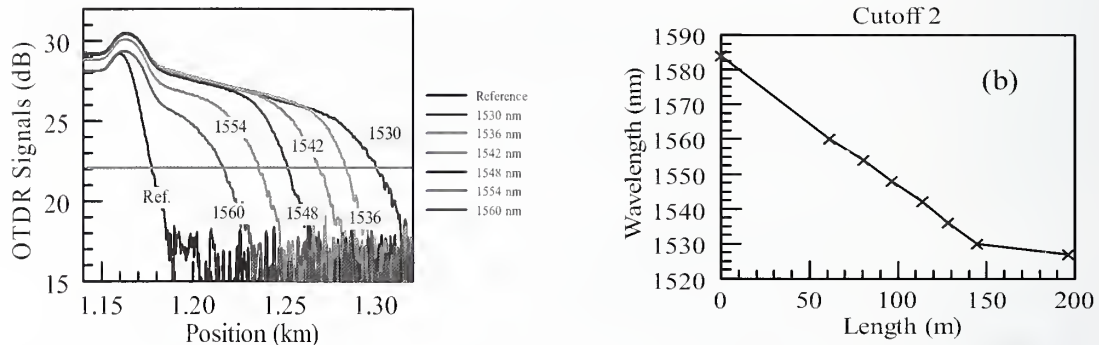 OTDR Signals (dB)
30
25
20
15
1.15
1.20
1.25
1.30
Position (km)
Ref.
1560
1554
1548
1542
1536
1530
Reference
1530 nm
1536 nm
1542 nm
1548 nm
1554 nm
1560 nm
Cutoff 2
(b)
Wavelength (nm)
1590
1580
1570
1560
1550
1540
1530
1520
0
50
100
150
200
Length (m)